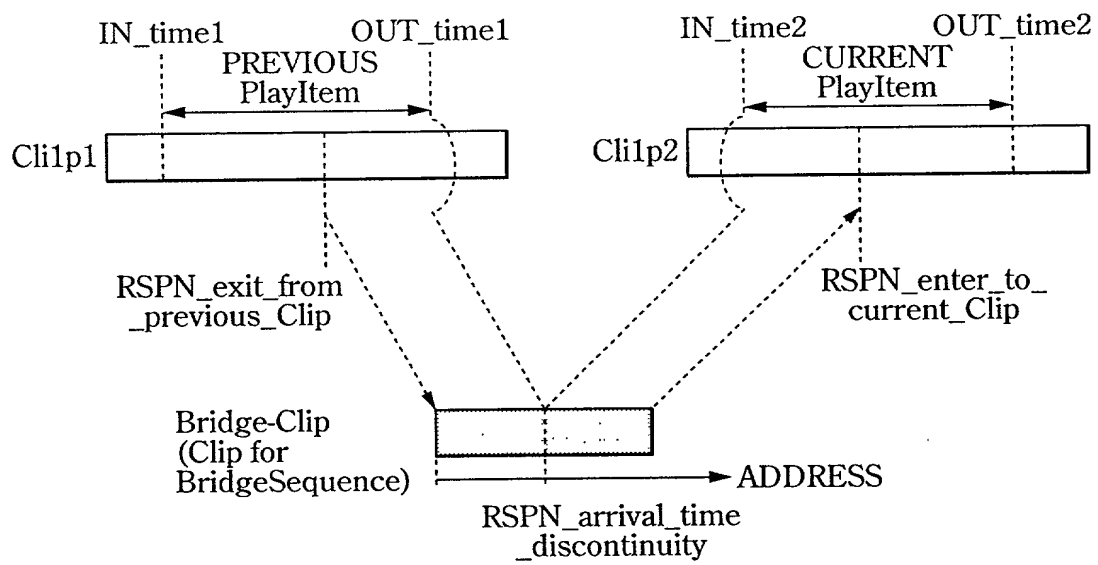 IN_time1
OUT_time1
IN_time2
OUT_time2
PREVIOUS
PlayItem
CURRENT
PlayItem
Cli1p1
Cli1p2
RSPN_exit_from
_previous_Clip
RSPN_enter_to_
current_Clip
Bridge-Clip
(Clip for
BridgeSequence)
ADDRESS
RSPN_arrival_time
_discontinuity